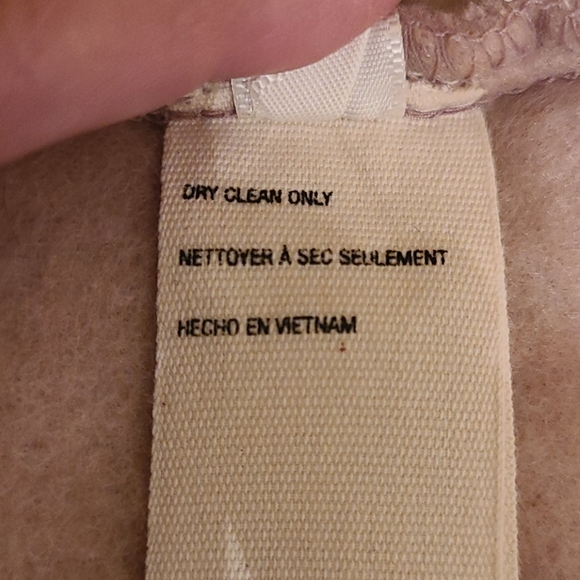 DRY CLEAN ONLY
NETTOYER À SEC SEULEMENT
HECHO EN VIETNAM